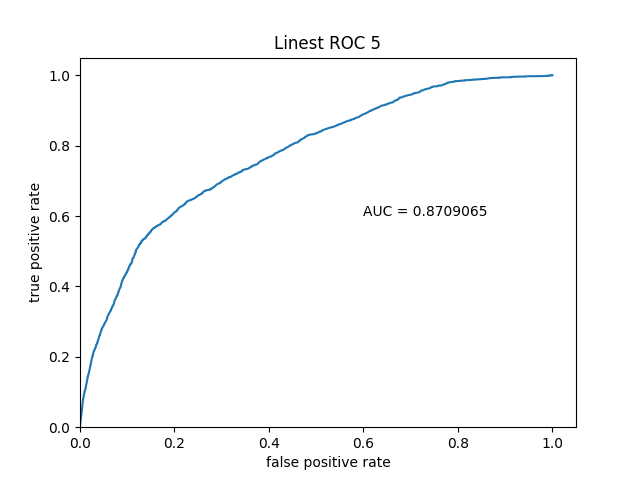 Linest ROC 5
true positive rate
1.0
0.8
0.6
0.4
0.2
0.0
AUC = 0.8709065
0.0 0.2 0.4 0.6 0.8 1.0
false positive rate